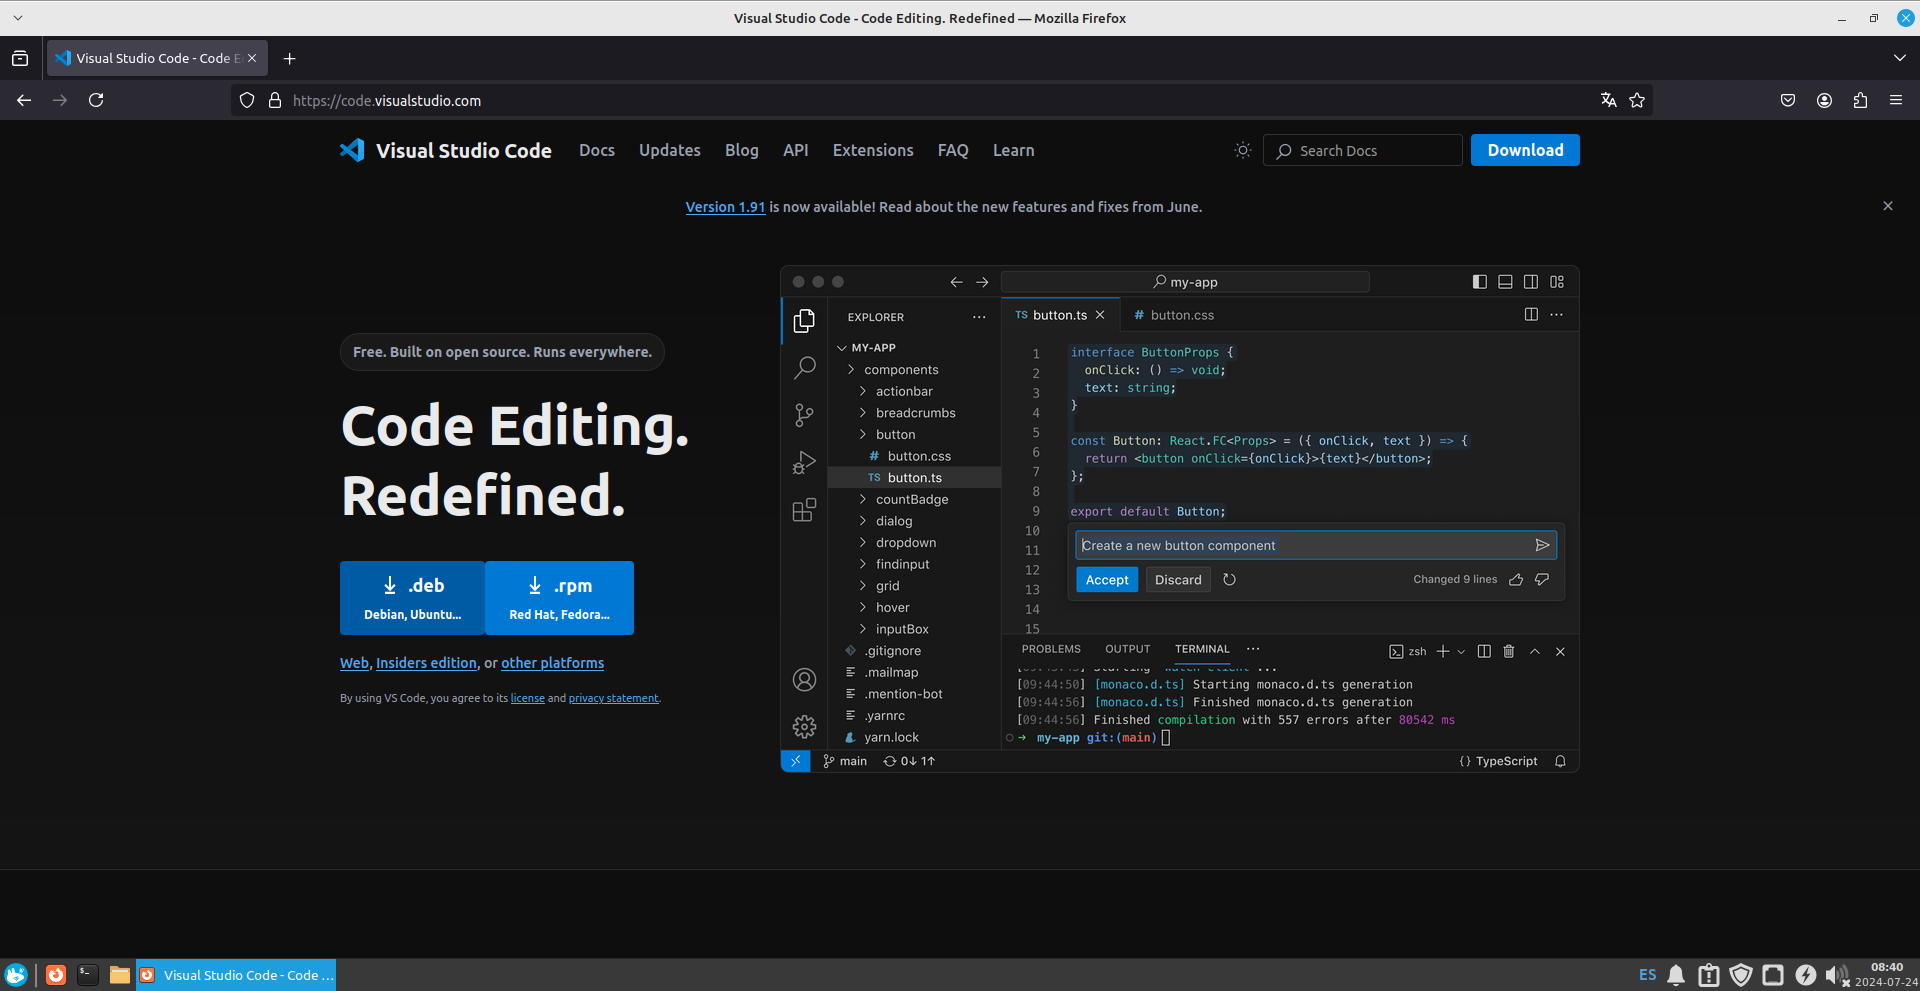 Visual Studio Code - Code Editing. Redefined — Mozilla Firefox
Visual Studio Code - Code E
https://code.visualstudio.com
Visual Studio Code
Docs
Updates
Blog
API
Extensions
FAQ
Learn
Search Docs
Download
Version 1.91 is now available! Read about the new features and fixes from June.
Free. Built on open source. Runs everywhere.
Code Editing.
Redefined.
.deb
Debian, Ubuntu...
.rpm
Red Hat, Fedora...
Web, Insiders edition, or other platforms
By using VS Code, you agree to its license and privacy statement.
my-app
EXPLORER
MY-APP
components
actionbar
breadcrumbs
button
# button.css
TS button.ts
countBadge
dialog
dropdown
findinput
grid
hover
inputBox
.gitignore
.mailmap
.mention-bot
.yarnrc
yarn.lock
TS button.ts
# button.css
1 interface ButtonProps {
2 onClick: () => void;
3 text: string;
4 }
5
6 const Button: React.FC<Props> = ({ onClick, text }) => {
7 return <button onClick={onClick}>{text}</button>;
8 };
9
10 export default Button;
11
12
13
14
15
Create a new button component
Accept
Discard
Changed 9 lines
PROBLEMS
OUTPUT
TERMINAL
zsh
[09:44:50] [monaco.d.ts] Starting monaco.d.ts generation
[09:44:56] [monaco.d.ts] Finished monaco.d.ts generation
[09:44:56] Finished compilation with 557 errors after 80542 ms
my-app git:(main)
main
0↓ 1↑
{} TypeScript
Visual Studio Code - Code ...
ES
08:40
2024-07-24